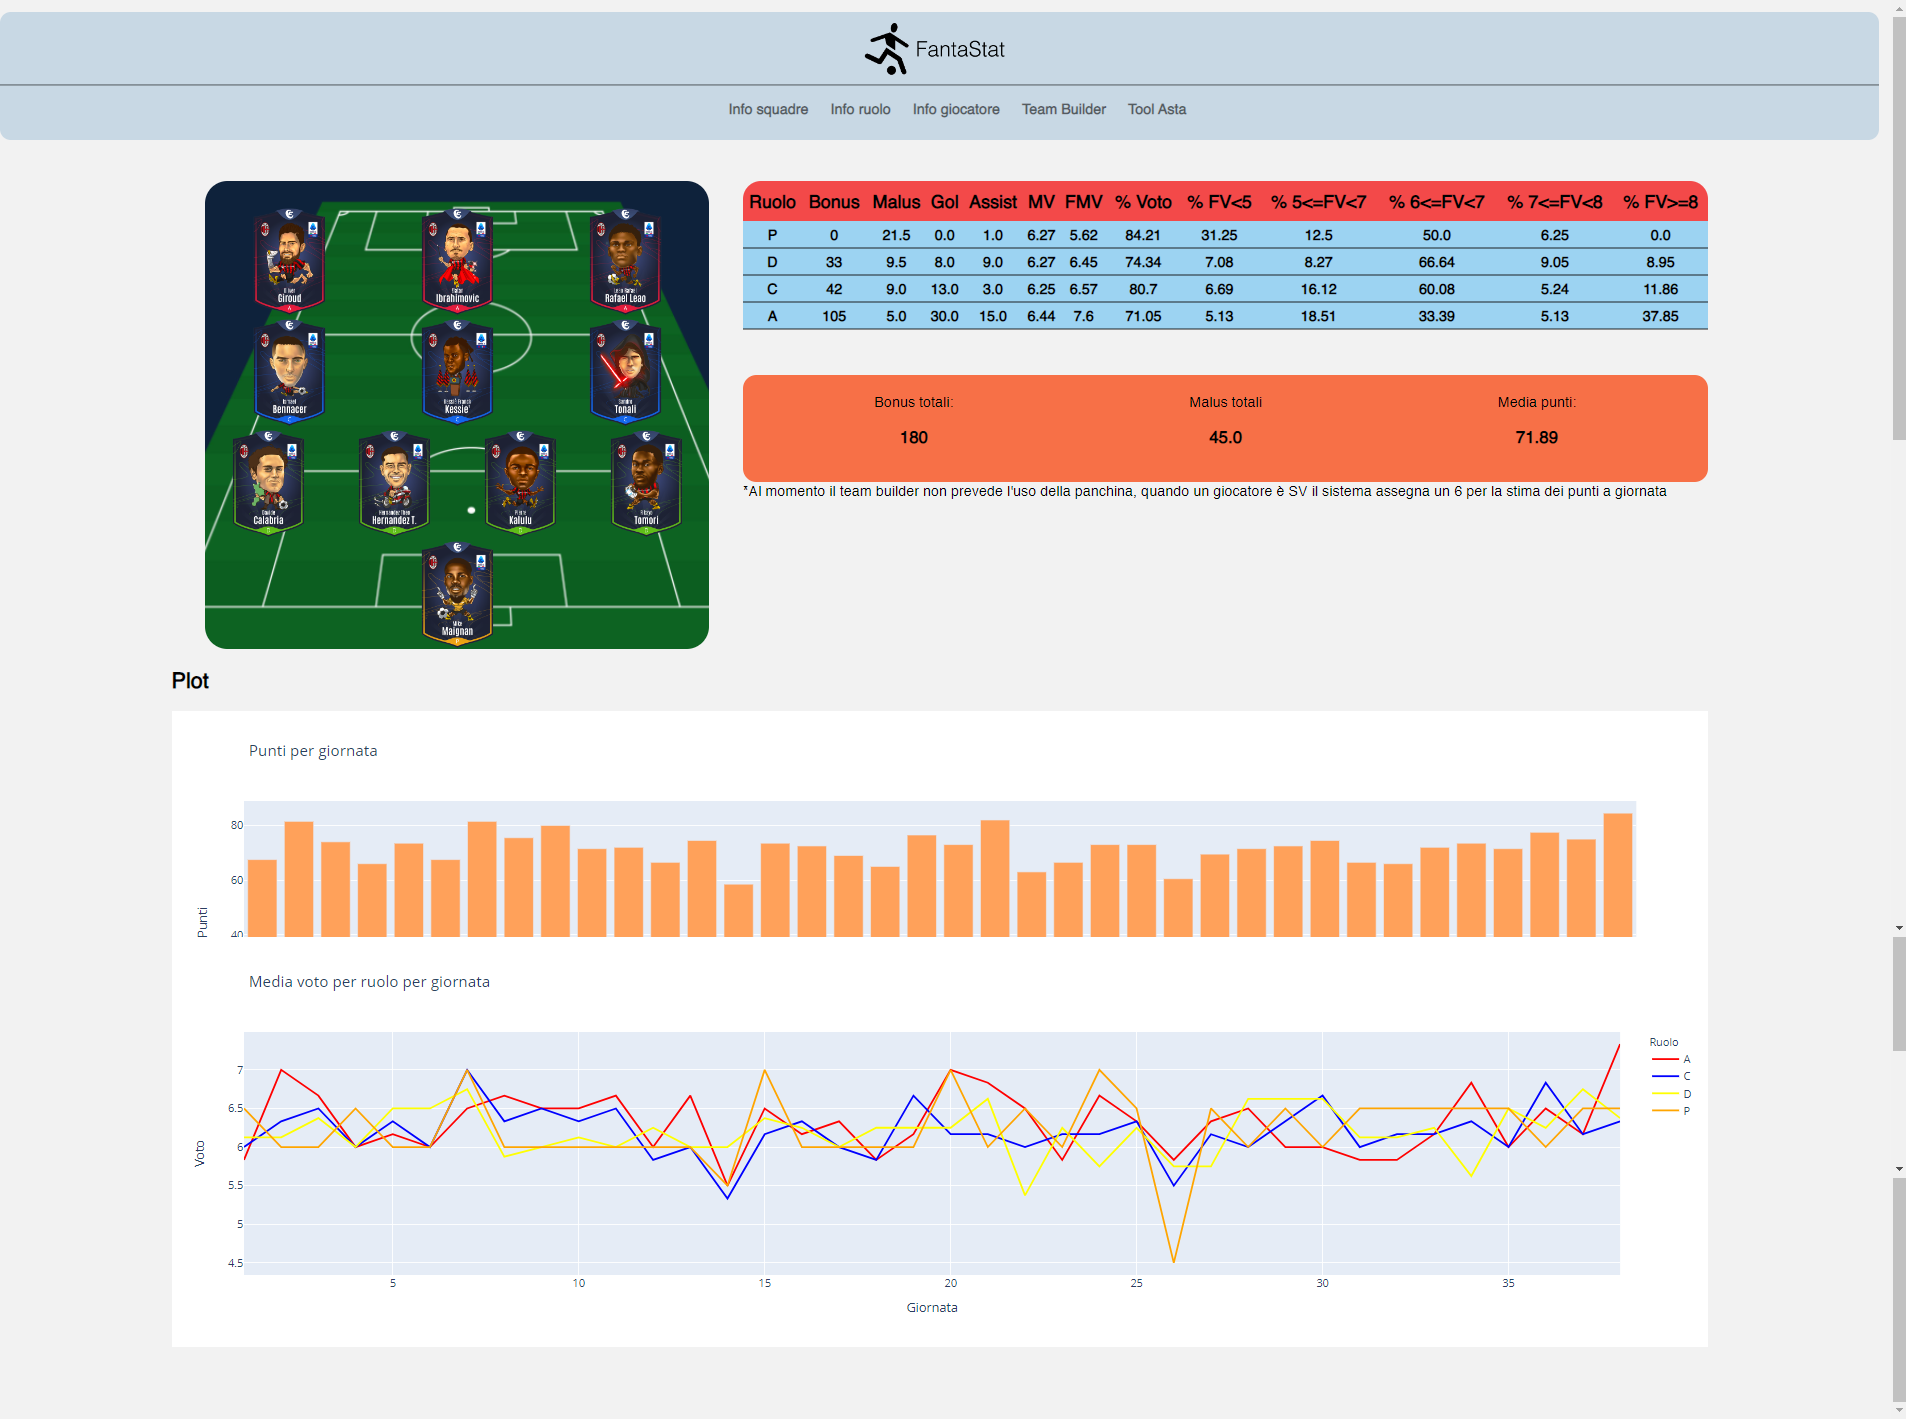 FantaStat
Info squadre Info ruolo Info giocatore Team Builder Tool Asta
Giroud
Ibrahimovic
Rafael Leao
Rafael Leao
A A A
Ismael
Bennacer
Kessie'
Sandro
Tonali
C C C
Davide
Calabria
Hernandez Theo
Hernandez T.
Pierre
Kalulu
Fikayo
Tomori
Mike
Maignan
P
Ruolo Bonus Malus Gol Assist MV FMV % Voto % FV<5 % 5<=FV<7 % 6<=FV<7 % 7<=FV<8 % FV>=8
P 0 21.5 0.0 1.0 6.27 5.62 84.21 31.25 12.5 50.0 6.25 0.0
D 33 9.5 8.0 9.0 6.27 6.45 74.34 7.08 8.27 66.64 9.05 8.95
C 42 9.0 13.0 3.0 6.25 6.57 80.7 6.69 16.12 60.08 5.24 11.86
A 105 5.0 30.0 15.0 6.44 7.6 71.05 5.13 18.51 33.39 5.13 37.85
Bonus totali: Malus totali Media punti:
180 45.0 71.89
*Al momento il team builder non prevede l'uso della panchina, quando un giocatore è SV il sistema assegna un 6 per la stima dei punti a giornata
Plot
Punti per giornata
80
60
40
Punti
Media voto per ruolo per giornata
7
6.5
6
5.5
5
4.5
Voto
5 10 15 20 25 30 35
Giornata
Ruolo
A
C
D
P